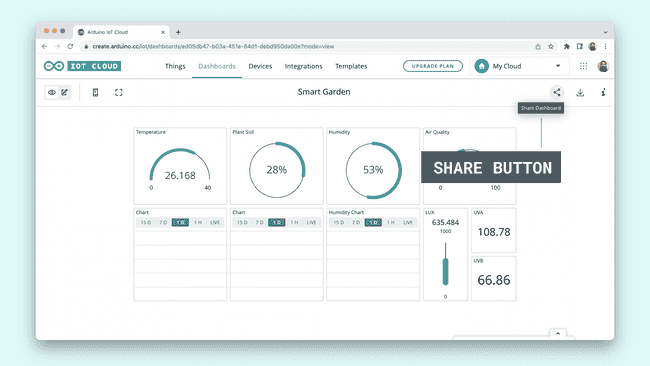 Arduino IoT Cloud
create.arduino.cc/iot/dashboards/ed05db47-b03a-451e-84d1-debd950da00e?mode=view
IOT CLOUD
Things
Dashboards
Devices
Integrations
Templates
UPGRADE PLAN
My Cloud
Smart Garden
Share Dashboard
SHARE BUTTON
Temperature
26,168
0
40
Plant Soil
28%
Humidity
53%
Air Quality
100
Chart
15 D 7 D 1 D 1 H LIVE
Chart
15 D 7 D 1 D 1 H LIVE
Humidity Chart
15 D 7 D 1 D 1 H LIVE
LUX
635.484
1000
0
UVA
108.78
UVB
66.86